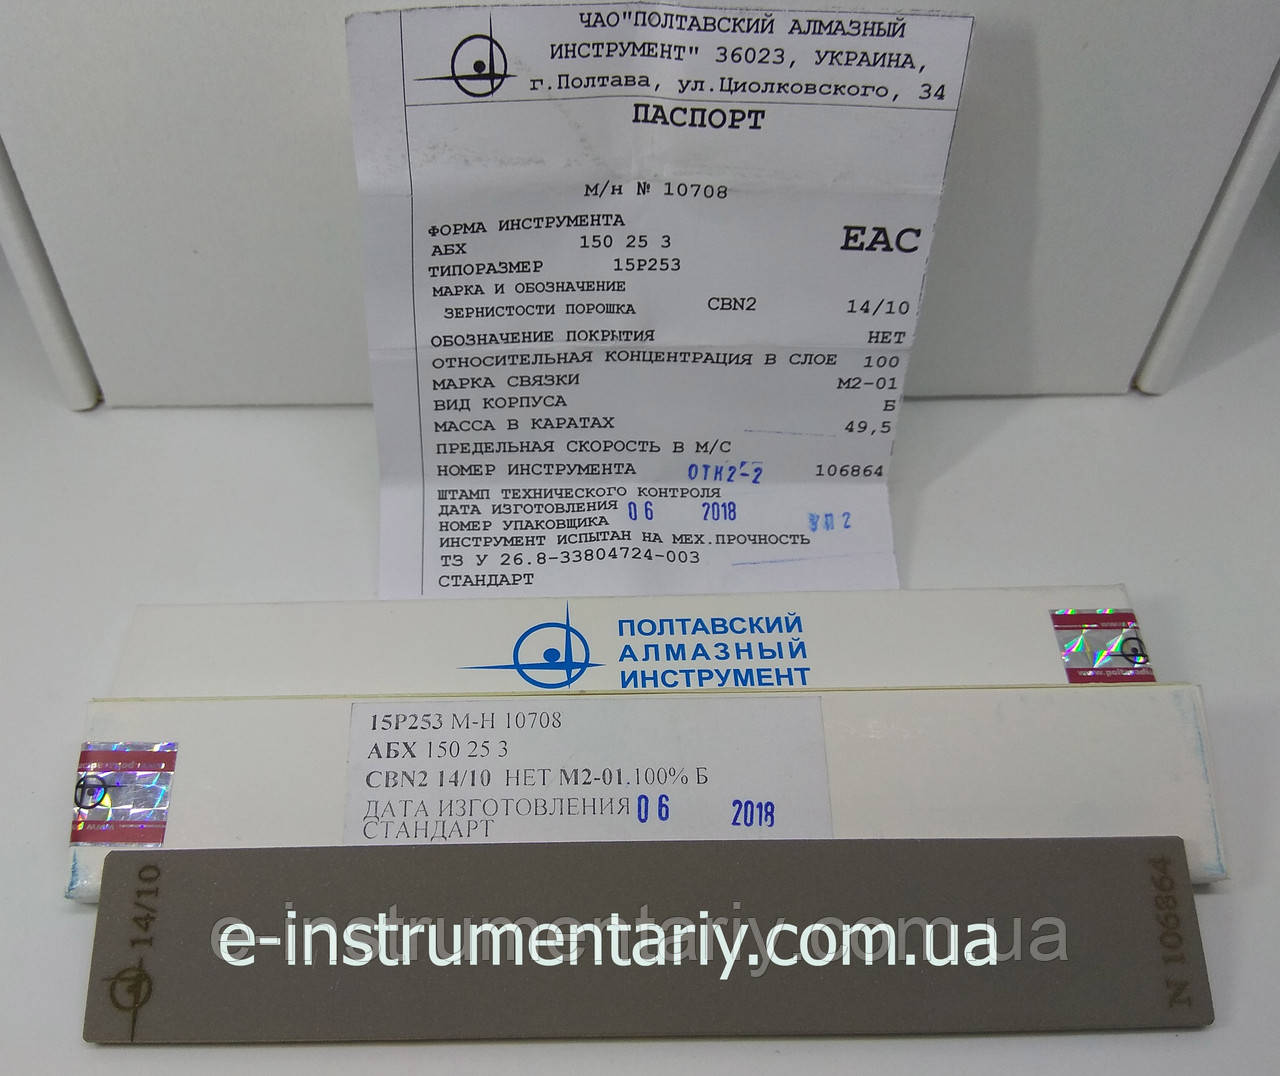 ЧАО"ПОЛТАВСКИЙ АЛМАЗНЫЙ
ИНСТРУМЕНТ" 36023, УКРАИНА,
г.Полтава, ул.Циолковского, 34
ПАСПОРТ
М/н № 10708
ФОРМА ИНСТРУМЕНТА
АБХ 150 25 3
EAC
ТИПОРАЗМЕР 15Р253
МАРКА И ОБОЗНАЧЕНИЕ
ЗЕРНИСТОСТИ ПОРОШКА CBN2 14/10
ОБОЗНАЧЕНИЕ ПОКРЫТИЯ НЕТ
ОТНОСИТЕЛЬНАЯ КОНЦЕНТРАЦИЯ В СЛОЕ 100
МАРКА СВЯЗКИ М2-01
ВИД КОРПУСА Б
МАССА В КАРАТАХ 49,5
ПРЕДЕЛЬНАЯ СКОРОСТЬ В М/С
НОМЕР ИНСТРУМЕНТА ОТК2-2 106864
ШТАМП ТЕХНИЧЕСКОГО КОНТРОЛЯ
ДАТА ИЗГОТОВЛЕНИЯ 06 2018
НОМЕР УПАКОВЩИКА
ИНСТРУМЕНТ ИСПЫТАН НА МЕХ.ПРОЧНОСТЬ
ТЗ У 26.8-33804724-003
СТАНДАРТ
ПОЛТАВСКИЙ
АЛМАЗНЫЙ
ИНСТРУМЕНТ
15Р253 М-Н 10708
АБХ 150 25 3
CBN2 14/10 НЕТ М2-01.100% Б
ДАТА ИЗГОТОВЛЕНИЯ 06 2018
СТАНДАРТ
14/10
N 106864
e-instrumentariy.com.ua
e-instrumentariy.com.ua